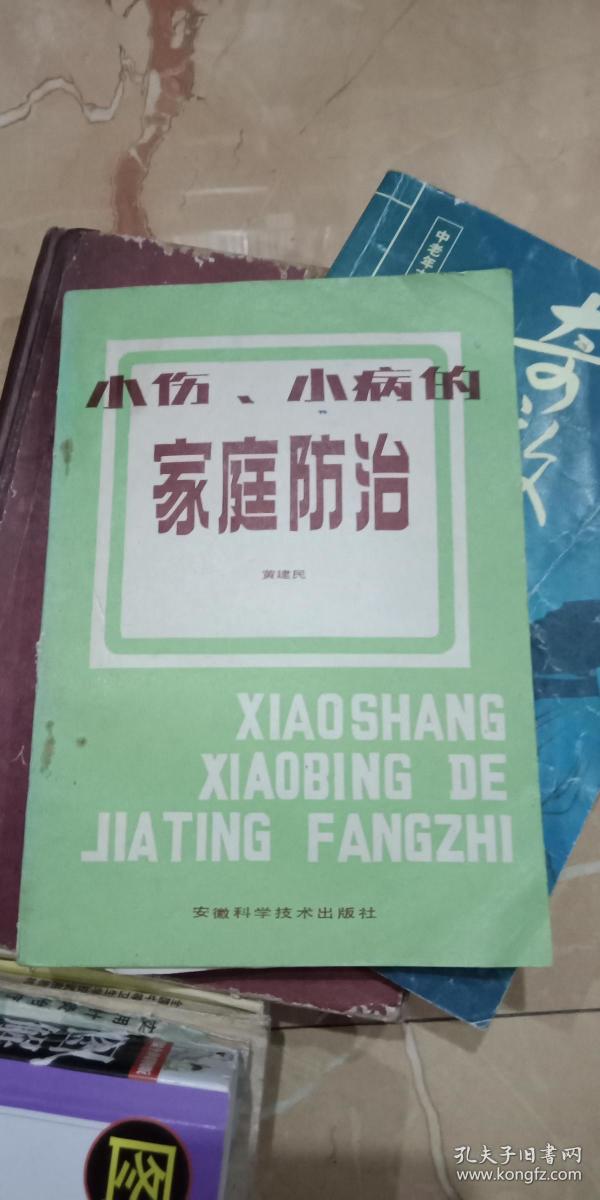 小伤、小病的
家庭防治
黄建民
XIAOSHANG
XIAOBING DE
JIATING FANGZHI
安徽科学技术出版社
中老年
图
孔夫子旧书网
www.kongfz.com